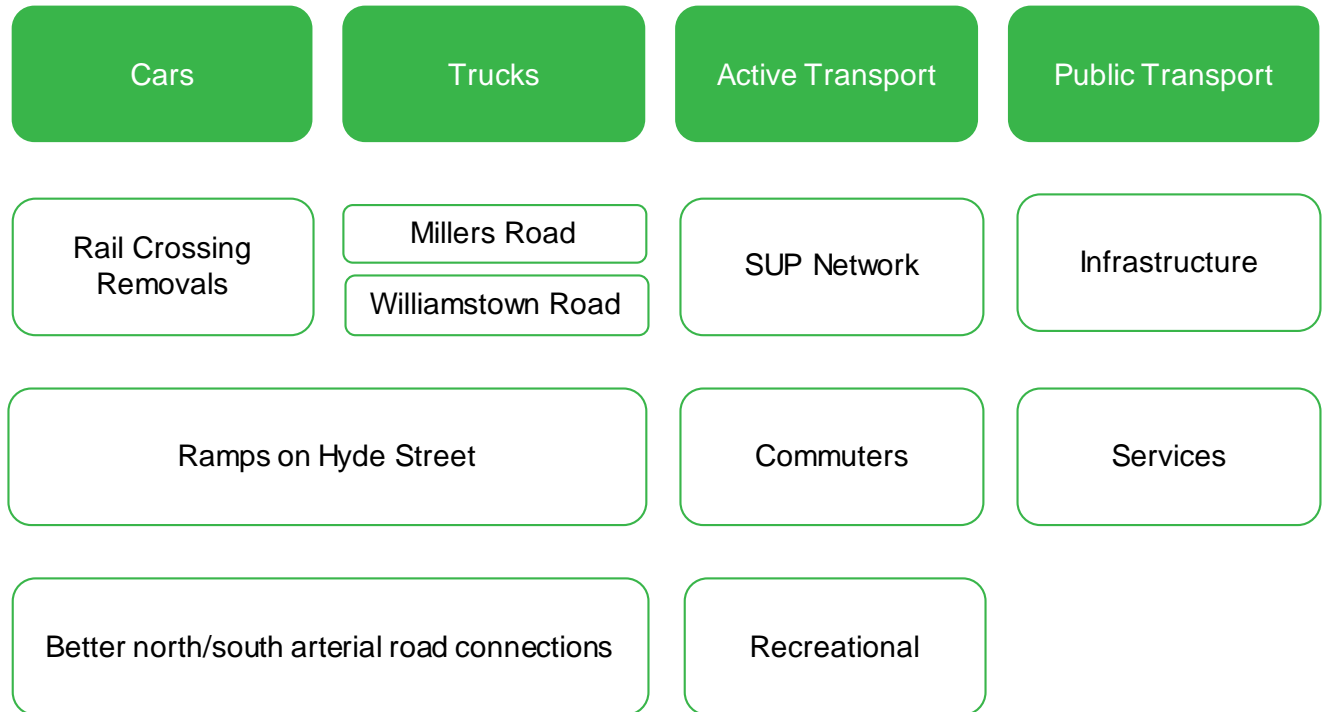 Cars
Trucks
Active Transport
Public Transport
Rail Crossing
Removals
Millers Road
Williamstown Road
SUP Network
Infrastructure
Ramps on Hyde Street
Commuters
Services
Better north/south arterial road connections
Recreational